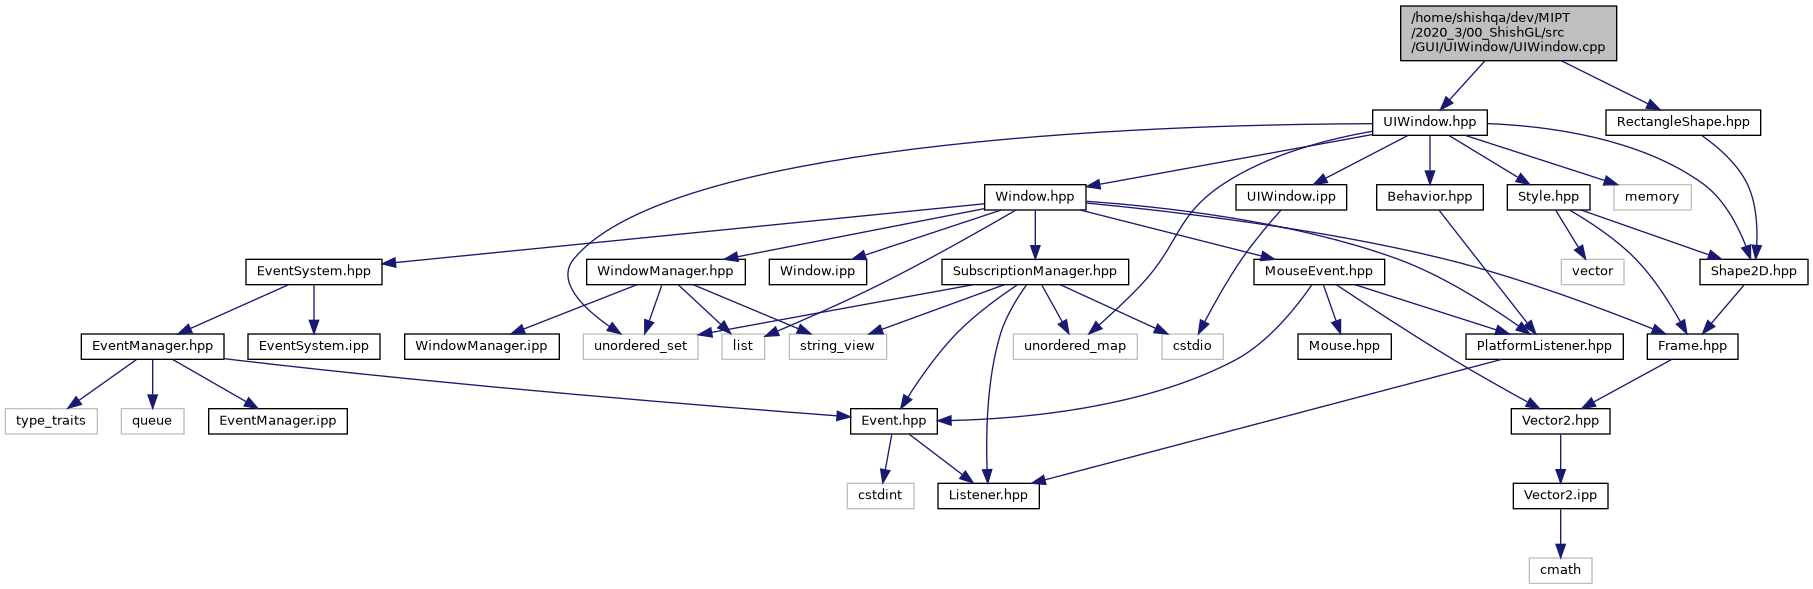 /home/shishqa/dev/MIPT
/2020_3/00_ShishGL/src
/GUI/UIWindow/UIWindow.cpp
UIWindow.hpp
RectangleShape.hpp
Window.hpp
UIWindow.ipp
Behavior.hpp
Style.hpp
memory
EventSystem.hpp
WindowManager.hpp
Window.ipp
SubscriptionManager.hpp
MouseEvent.hpp
vector
Shape2D.hpp
EventManager.hpp
EventSystem.ipp
WindowManager.ipp
unordered_set
list
string_view
unordered_map
cstdio
Mouse.hpp
PlatformListener.hpp
Frame.hpp
type_traits
queue
EventManager.ipp
Event.hpp
Vector2.hpp
cstdint
Listener.hpp
Vector2.ipp
cmath